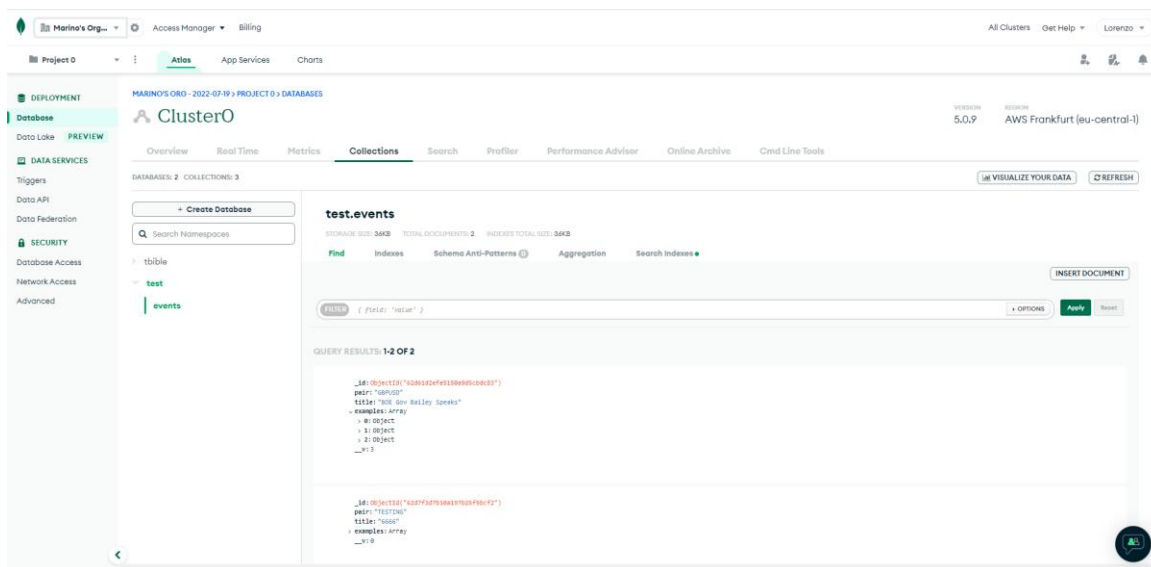 Marino's Org... Access Manager Billing All Clusters Get Help Lorenzo
Project 0 Atlas App Services Charts
DEPLOYMENT
Database
Data Lake PREVIEW
DATA SERVICES
Triggers
Data API
Data Federation
SECURITY
Database Access
Network Access
Advanced
MARINO'S ORG - 2022-07-19 > PROJECT 0 > DATABASES
Cluster0
VERSION REGION
5.0.9 AWS Frankfurt (eu-central-1)
Overview Real Time Metrics Collections Search Profiler Performance Advisor Online Archive Cmd Line Tools
DATABASES: 2 COLLECTIONS: 3
VISUALIZE YOUR DATA REFRESH
+ Create Database
Search Namespaces
tbible
test
events
test.events
STORAGE SIZE: 36KB TOTAL DOCUMENTS: 2 INDEXES TOTAL SIZE: 36KB
Find Indexes Schema Anti-Patterns 0 Aggregation Search Indexes
INSERT DOCUMENT
FILTER { field: 'value' } OPTIONS Apply Reset
QUERY RESULTS: 1-2 OF 2
pair: "GBPUSD"
title: "BOE Gov Bailey Speaks"
examples: Array
0: Object
1: Object
2: Object
__v: 3
pair: "TESTING"
title: "6666"
examples: Array
__v: 0